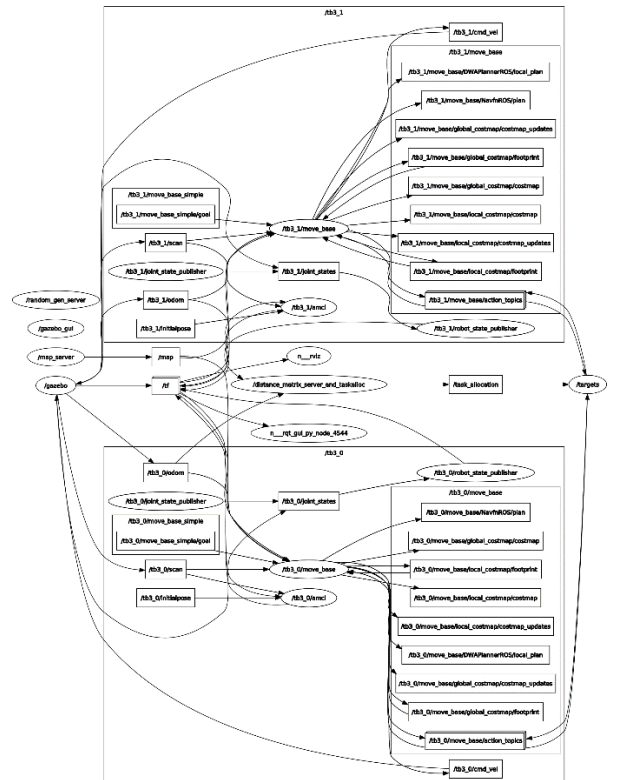 /tb3_1
/tb3_1/cmd_vel
/tb3_1/move_base
/tb3_1/move_base/DWAPlannerROS/local_plan
/tb3_1/move_base/NavfnROS/plan
/tb3_1/move_base/global_costmap/costmap_updates
/tb3_1/move_base/global_costmap/footprint
/tb3_1/move_base/global_costmap/costmap
/tb3_1/move_base/local_costmap/costmap
/tb3_1/move_base/local_costmap/costmap_updates
/tb3_1/move_base/local_costmap/footprint
/tb3_1/move_base/action_topics
/tb3_1/move_base_simple
/tb3_1/move_base_simple/goal
/tb3_1/move_base
/tb3_1/scan
/tb3_1/joint_state_publisher
/tb3_1/joint_states
/tb3_1/odom
/tb3_1/amcl
/tb3_1/initialpose
/tb3_1/robot_state_publisher
/random_gen_server
/gazebo_gui
/map_server
/map
n__rviz
/gazebo
/tf
/distance_matrix_server_and_taskalloc
/task_allocation
/targets
n__rqt_gui_py_node_4544
/tb3_0
/tb3_0/odom
/tb3_0/robot_state_publisher
/tb3_0/joint_state_publisher
/tb3_0/joint_states
/tb3_0/move_base_simple
/tb3_0/move_base_simple/goal
/tb3_0/scan
/tb3_0/move_base
/tb3_0/initialpose
/tb3_0/amcl
/tb3_0/move_base
/tb3_0/move_base/NavfnROS/plan
/tb3_0/move_base/global_costmap/costmap
/tb3_0/move_base/local_costmap/footprint
/tb3_0/move_base/local_costmap/costmap
/tb3_0/move_base/local_costmap/costmap_updates
/tb3_0/move_base/DWAPlannerROS/local_plan
/tb3_0/move_base/global_costmap/costmap_updates
/tb3_0/move_base/global_costmap/footprint
/tb3_0/move_base/action_topics
/tb3_0/cmd_vel